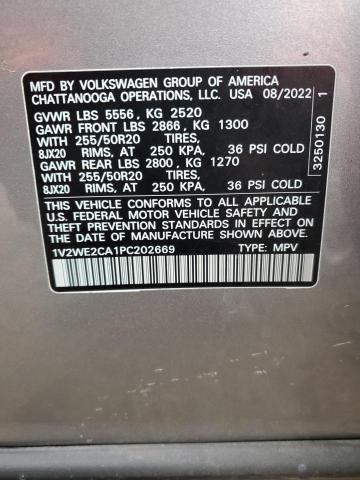 MFD BY VOLKSWAGEN GROUP OF AMERICA
CHATTANOOGA OPERATIONS, LLC. USA 08/2022
GVWR LBS 5556, KG 2520
GAWR FRONT LBS 2866, KG 1300
WITH 255/50R20 TIRES,
8JX20 RIMS, AT 250 KPA, 36 PSI COLD
GAWR REAR LBS 2800, KG 1270
WITH 255/50R20 TIRES,
8JX20 RIMS, AT 250 KPA, 36 PSI COLD
THIS VEHICLE CONFORMS TO ALL APPLICABLE
U.S. FEDERAL MOTOR VEHICLE SAFETY AND
THEFT PREVENTION STANDARDS IN EFFECT
ON THE DATE OF MANUFACTURE SHOWN ABOVE.
1V2WE2CA1PC202669 TYPE: MPV
3250130 1